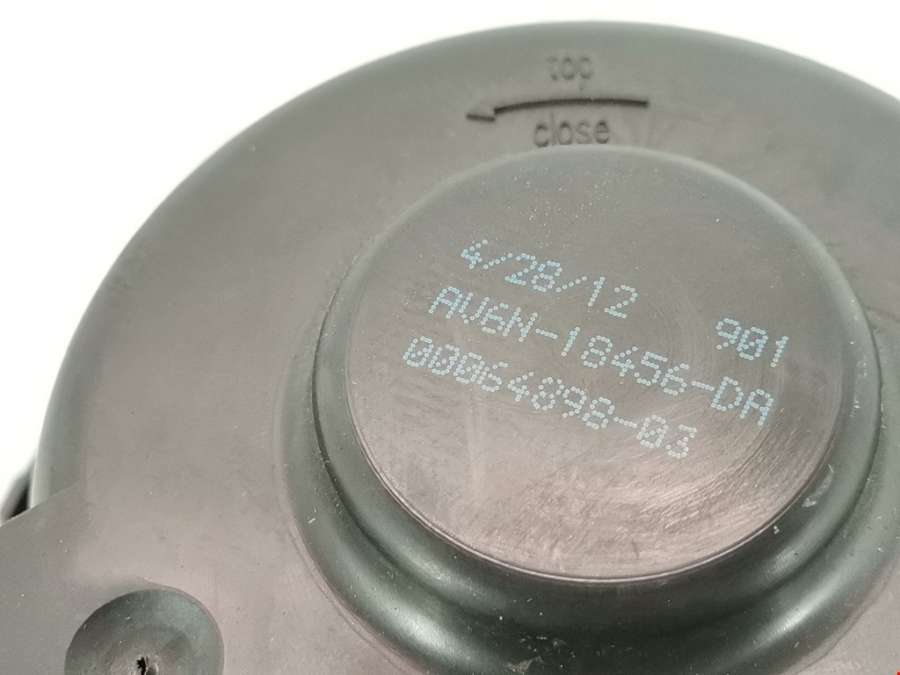 top
close
4/28/12 901
AV6N-18456-DA
00064898-03